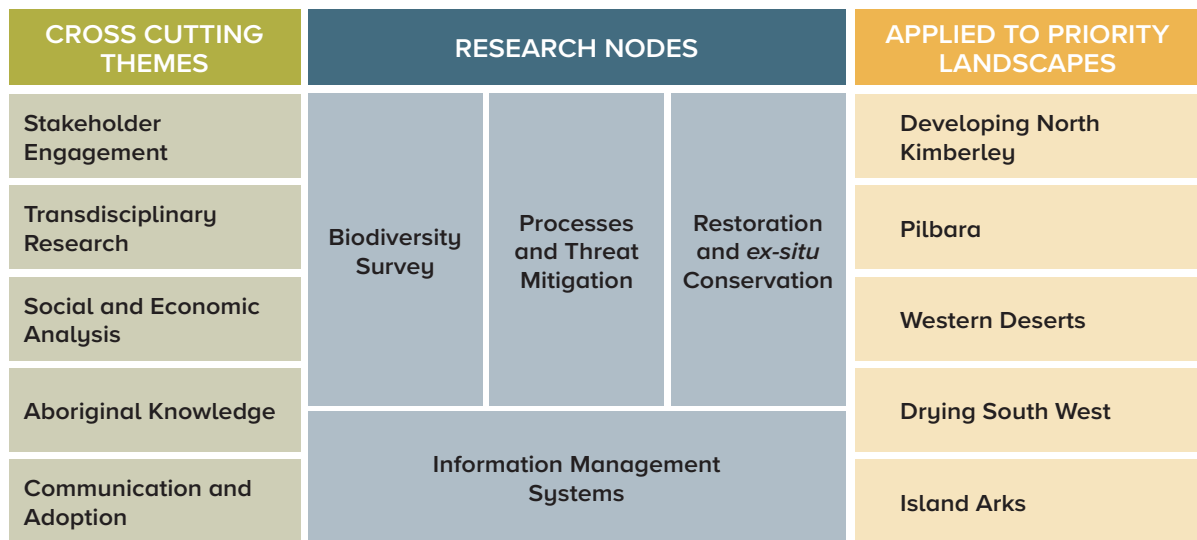 CROSS CUTTING
THEMES
Stakeholder
Engagement
Transdisciplinary
Research
Social and Economic
Analysis
Aboriginal Knowledge
Communication and
Adoption
RESEARCH NODES
Biodiversity
Survey
Processes
and Threat
Mitigation
Restoration
and ex-situ
Conservation
Information Management
Systems
APPLIED TO PRIORITY
LANDSCAPES
Developing North
Kimberley
Pilbara
Western Deserts
Drying South West
Island Arks